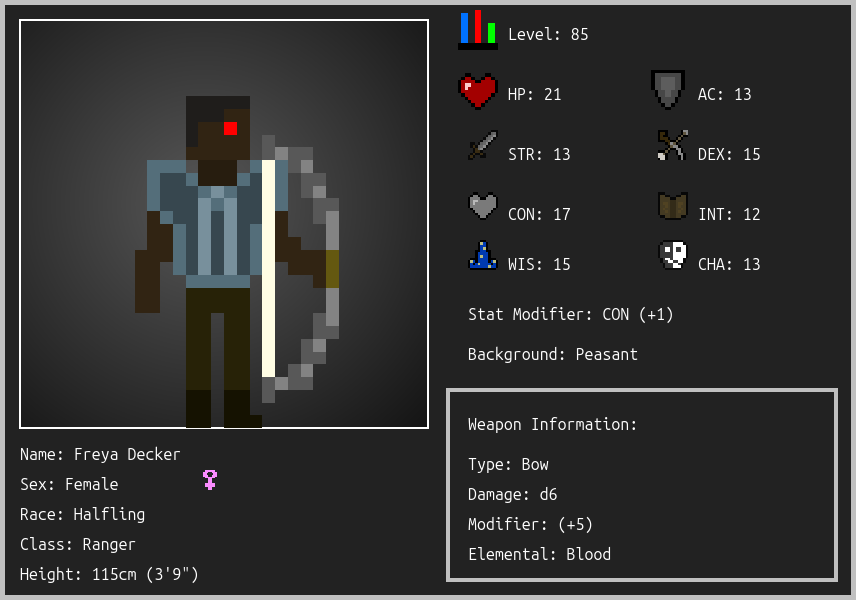 Level: 85
HP: 21
AC: 13
STR: 13
DEX: 15
CON: 17
INT: 12
WIS: 15
CHA: 13
Stat Modifier: CON (+1)
Background: Peasant
Weapon Information:
Type: Bow
Damage: d6
Modifier: (+5)
Elemental: Blood
Name: Freya Decker
Sex: Female
Race: Halfling
Class: Ranger
Height: 115cm (3'9")